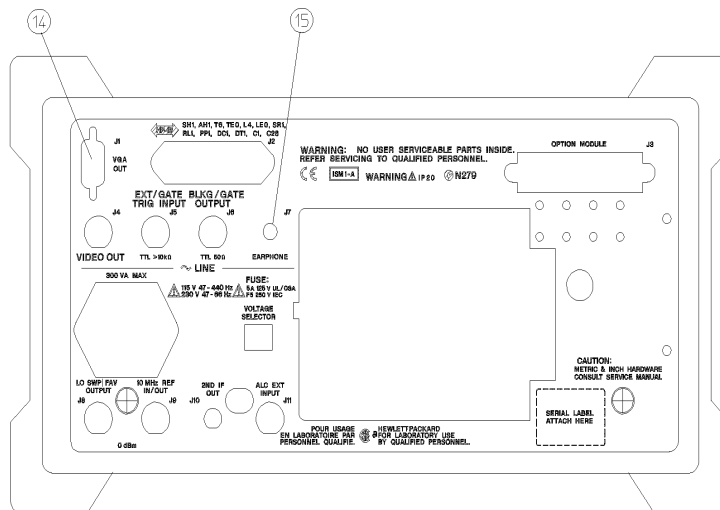 14
15
HP-IB
SH1, AH1, T6, TE0, L4, LE0, SR1,
RL1, PP1, DC1, DT1, C1, C28
J1
J2
VGA
OUT
WARNING: NO USER SERVICEABLE PARTS INSIDE.
REFER SERVICING TO QUALIFIED PERSONNEL.
CE ISM 1-A WARNING IP 20 N279
OPTION MODULE
J3
EXT/GATE BLKG/GATE
TRIG INPUT OUTPUT
J4
J5
J6
J7
VIDEO OUT
TTL >10kΩ
TTL 50Ω
EARPHONE
LINE
300 VA MAX
115 V 47-440 Hz
230 V 47-66 Hz
FUSE:
5A 125 V UL/CSA
F5 250 V IEC
VOLTAGE
SELECTOR
LO SWP|FAV
OUTPUT
10 MHz REF
IN/OUT
2ND IF
OUT
ALC EXT
INPUT
J8
J9
J10
J11
0 dBm
CAUTION:
METRIC & INCH HARDWARE
CONSULT SERVICE MANUAL
SERIAL LABEL
ATTACH HERE
POUR USAGE
EN LABORATOIRE PAR
PERSONNEL QUALIFIE.
HEWLETTPACKARD
FOR LABORATORY USE
BY QUALIFIED PERSONNEL.